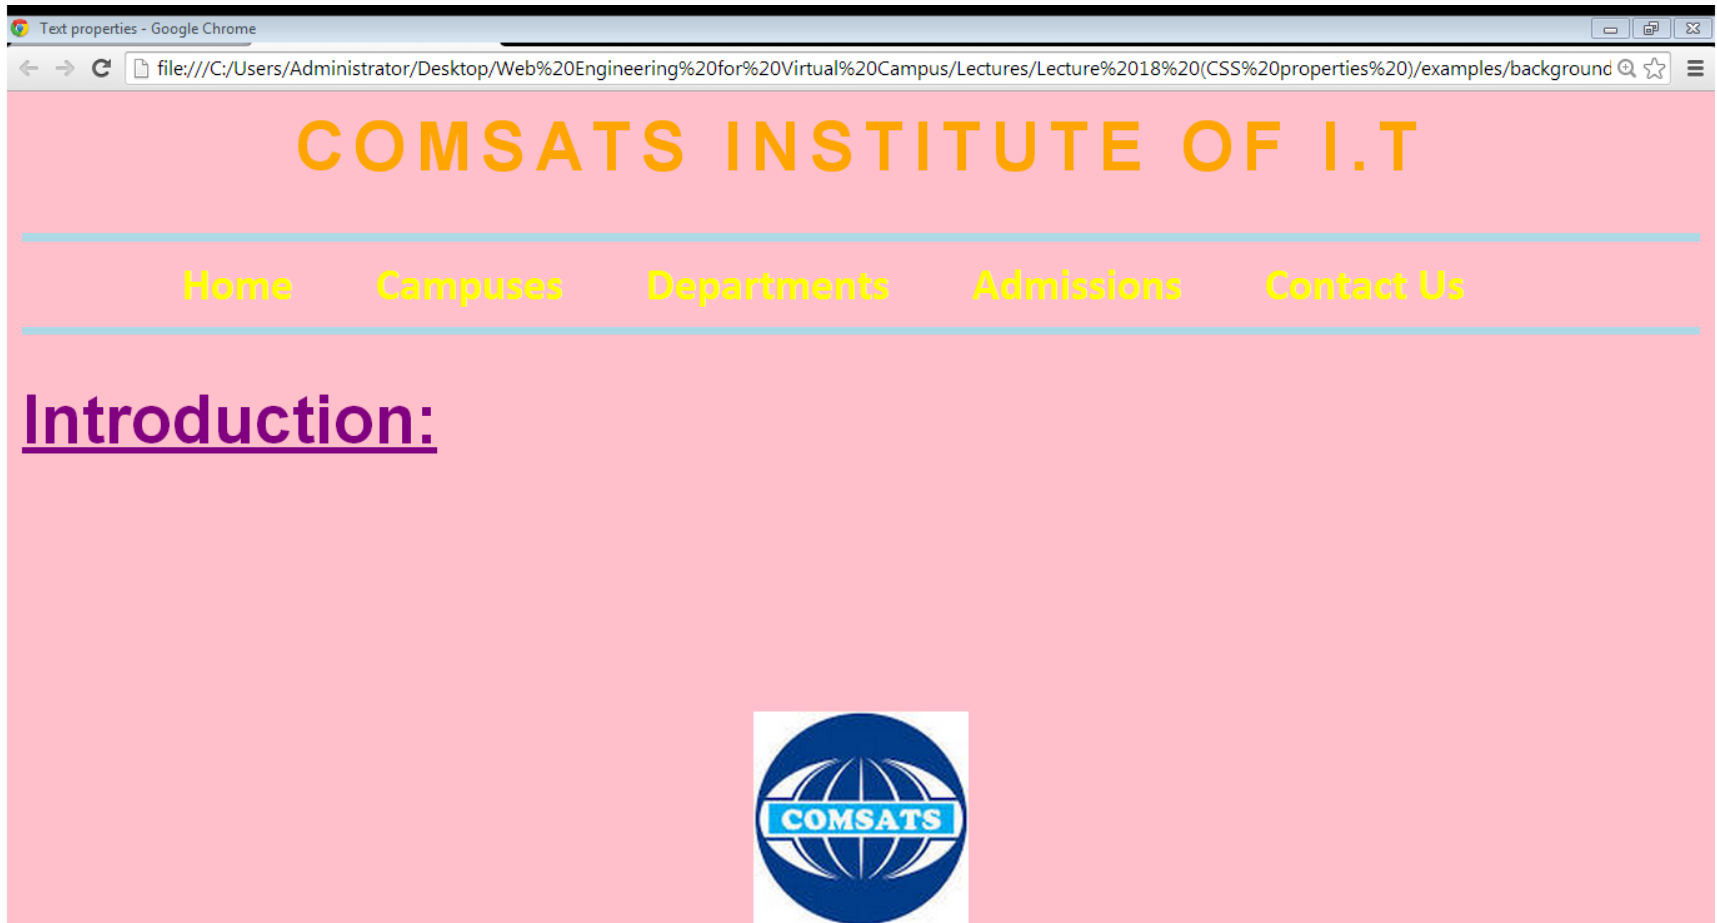 Text properties - Google Chrome
file:///C:/Users/Administrator/Desktop/Web%20Engineering%20for%20Virtual%20Campus/Lectures/Lecture%2018%20(CSS%20properties%20)/examples/background
COMSATS INSTITUTE OF I.T
Home Campuses Departments Admissions Contact Us
Introduction:
COMSATS